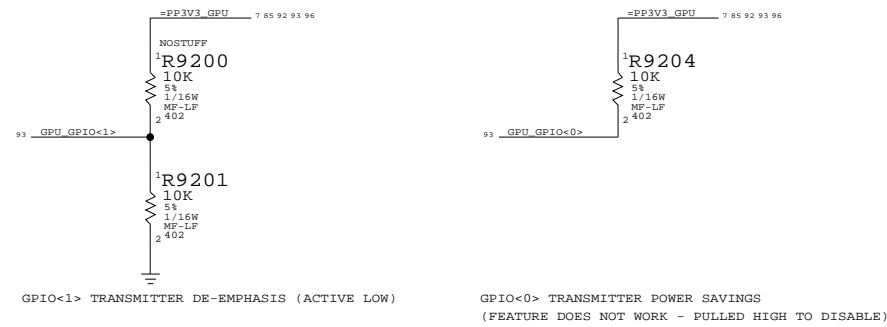 =PP3V3_GPU 7 85 92 93 96
NOSTUFF
1
R9200
10K
5%
1/16W
MF-LF
402
2
93 GPU_GPIO<1>
1
R9201
10K
5%
1/16W
MF-LF
402
2
GPIO<1> TRANSMITTER DE-EMPHASIS (ACTIVE LOW)
=PP3V3_GPU 7 85 92 93 96
1
R9204
10K
5%
1/16W
MF-LF
402
2
93 GPU_GPIO<0>
GPIO<0> TRANSMITTER POWER SAVINGS
(FEATURE DOES NOT WORK - PULLED HIGH TO DISABLE)